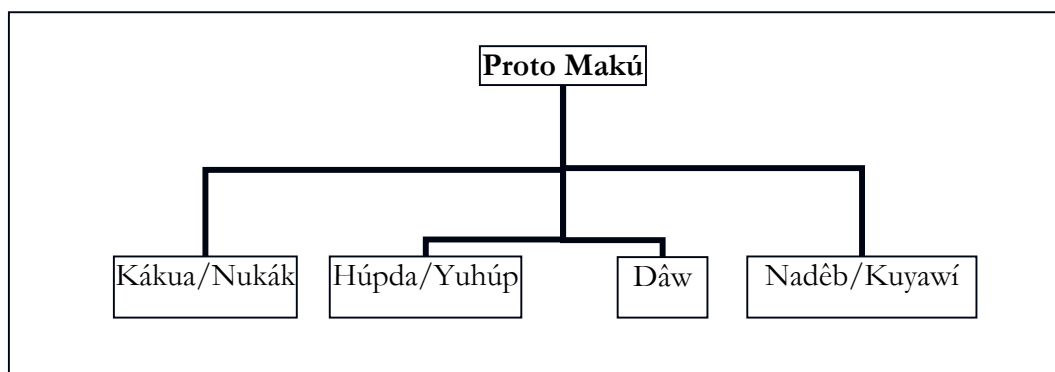 Proto Makú
Kákua/Nukák
Húpda/Yuhúp
Dâw
Nadêb/Kuyawí